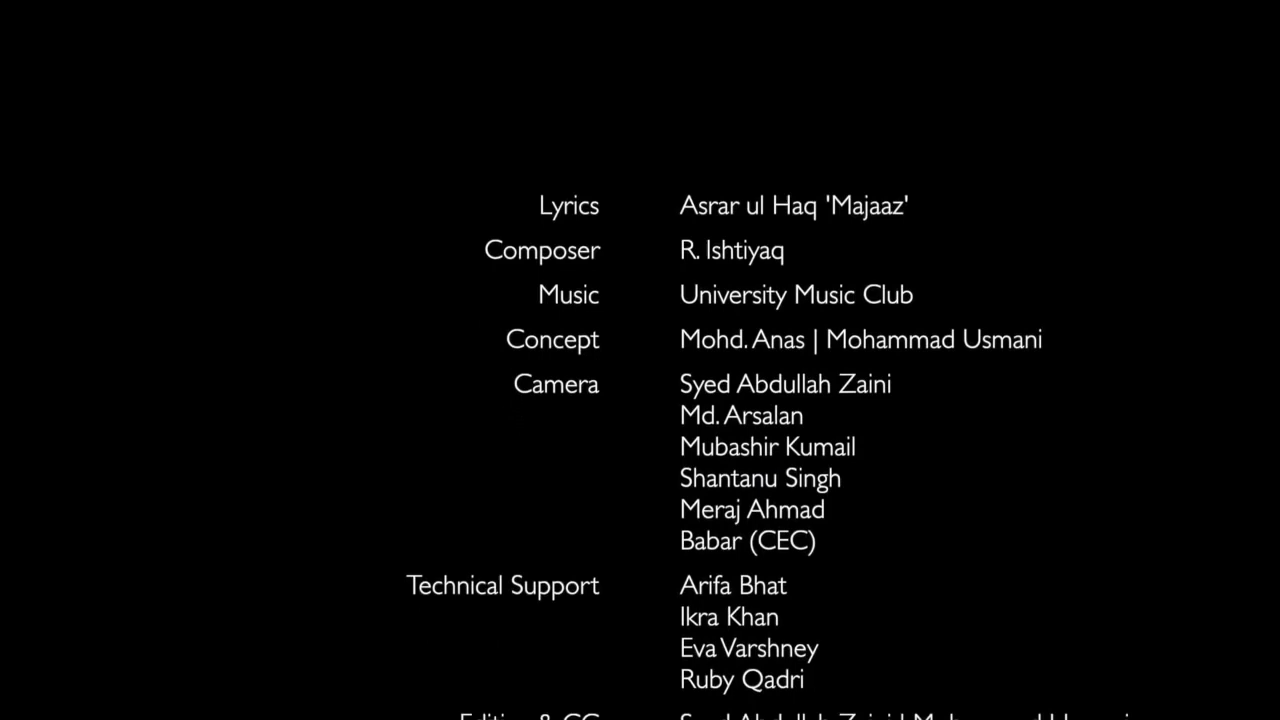 Lyrics Asrar ul Haq 'Majaaz'
Composer R. Ishtiyaq
Music University Music Club
Concept Mohd. Anas | Mohammad Usmani
Camera Syed Abdullah Zaini
Md. Arsalan
Mubashir Kumail
Shantanu Singh
Meraj Ahmad
Babar (CEC)
Technical Support Arifa Bhat
Ikra Khan
Eva Varshney
Ruby Qadri